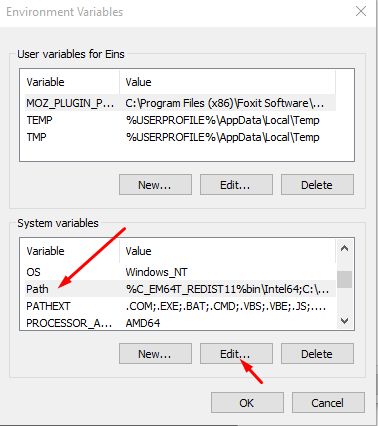 Environment Variables
User variables for Eins
Variable Value
MOZ_PLUGIN_P... C:\Program Files (x86)\Foxit Software\...
TEMP %USERPROFILE%\AppData\Local\Temp
TMP %USERPROFILE%\AppData\Local\Temp
New... Edit... Delete
System variables
Variable Value
OS Windows_NT
Path %C_EM64T_REDIST11%bin\Intel64;C:\...
PATHEXT .COM;.EXE;.BAT;.CMD;.VBS;.VBE;.JS;....
PROCESSOR_A... AMD64
New... Edit... Delete
OK Cancel